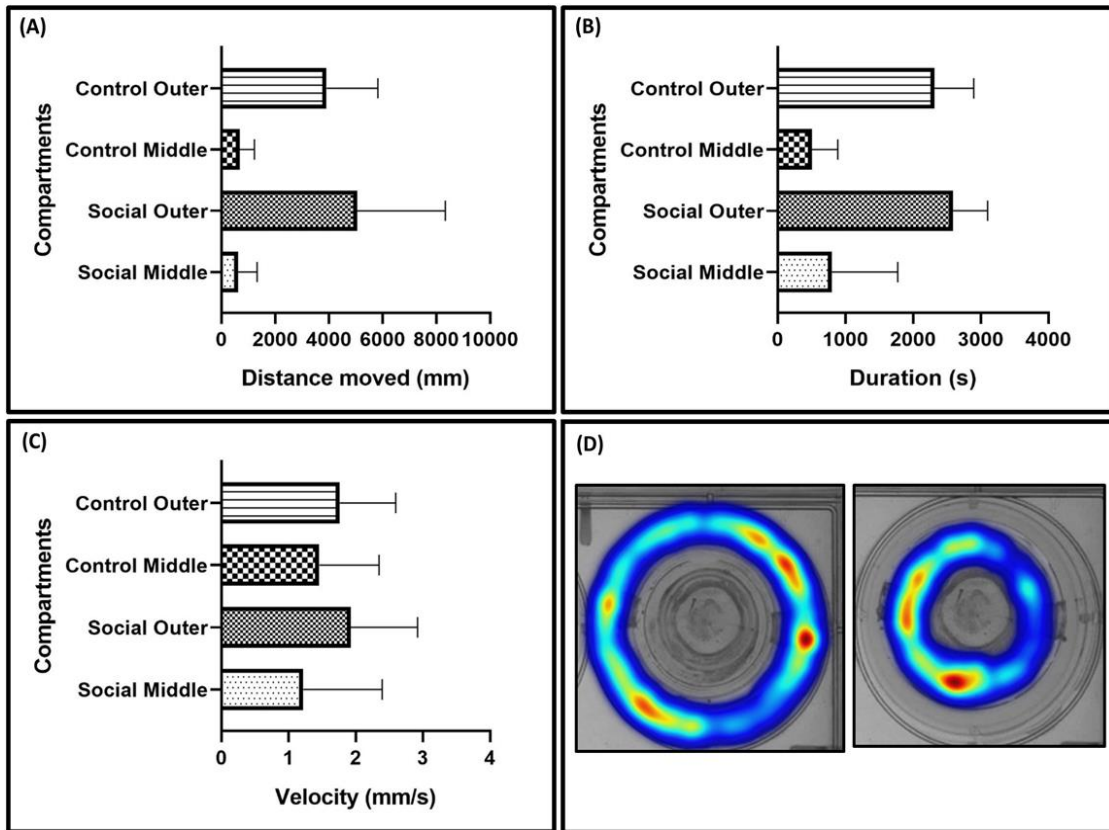 (A)
Compartments
Control Outer
Control Middle
Social Outer
Social Middle
0 2000 4000 6000 8000 10000
Distance moved (mm)
(B)
Compartments
Control Outer
Control Middle
Social Outer
Social Middle
0 1000 2000 3000 4000
Duration (s)
(C)
Compartments
Control Outer
Control Middle
Social Outer
Social Middle
0 1 2 3 4
Velocity (mm/s)
(D)